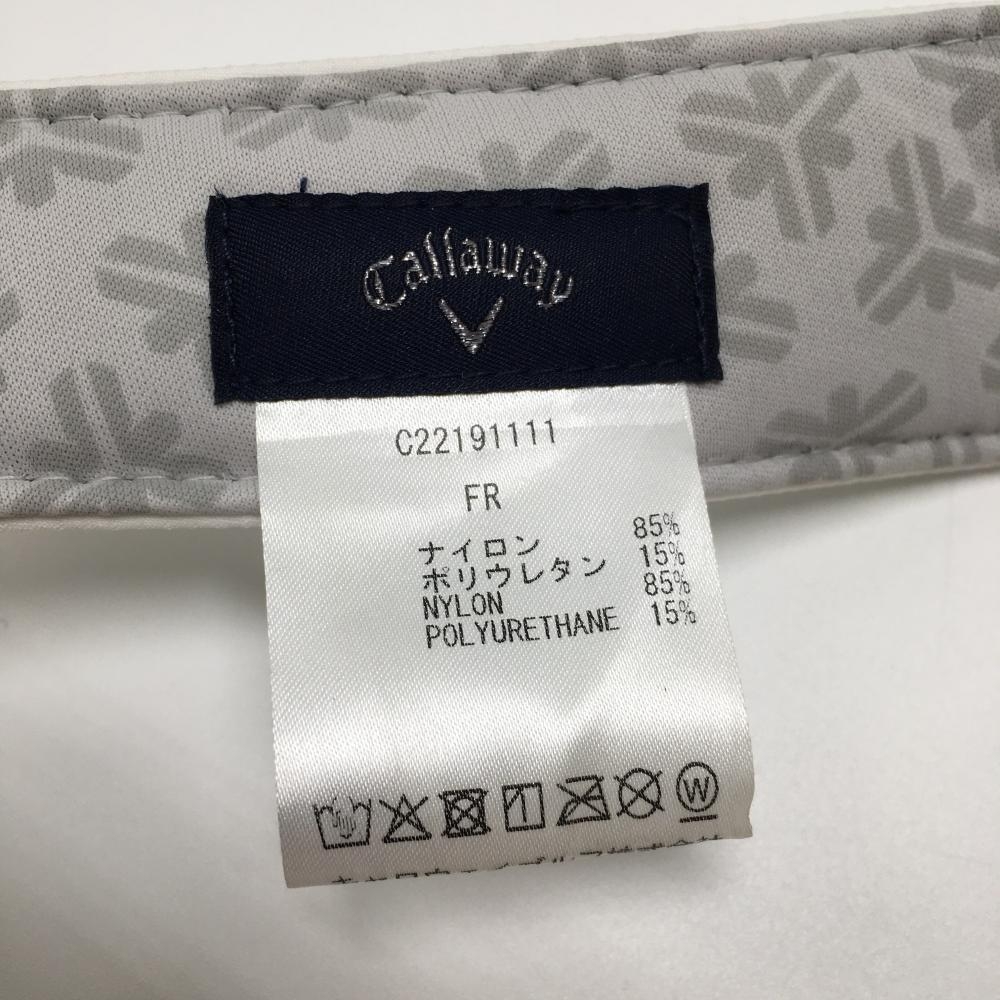 Callaway
C22191111
FR
ナイロン 85%
ポリウレタン 15%
NYLON 85%
POLYURETHANE 15%
W